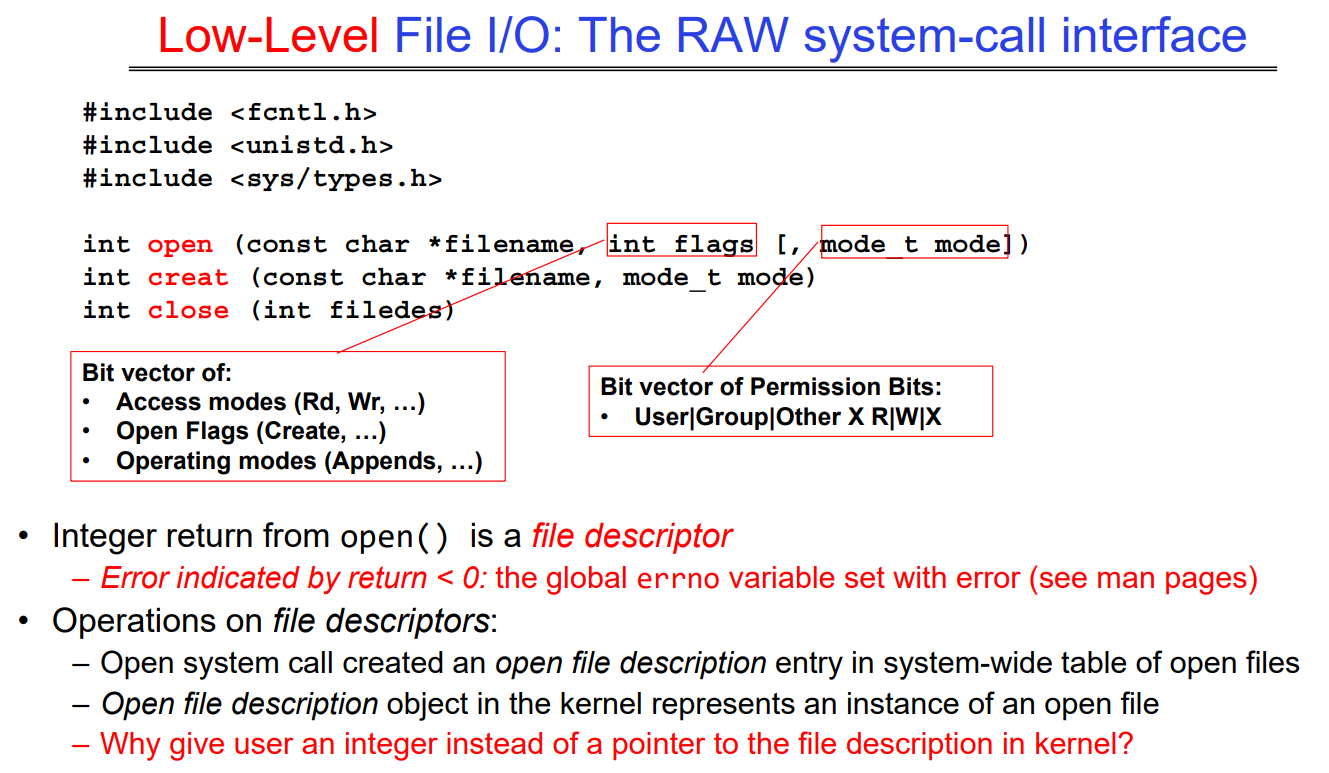 Low-Level File I/O: The RAW system-call interface
#include <fcntl.h>
#include <unistd.h>
#include <sys/types.h>
int open (const char *filename, int flags [, mode_t mode])
int creat (const char *filename, mode_t mode)
int close (int filedes)
Bit vector of:
• Access modes (Rd, Wr, …)
• Open Flags (Create, …)
• Operating modes (Appends, …)
Bit vector of Permission Bits:
• User|Group|Other X R|W|X
• Integer return from open() is a file descriptor
– Error indicated by return < 0: the global errno variable set with error (see man pages)
• Operations on file descriptors:
– Open system call created an open file description entry in system-wide table of open files
– Open file description object in the kernel represents an instance of an open file
– Why give user an integer instead of a pointer to the file description in kernel?